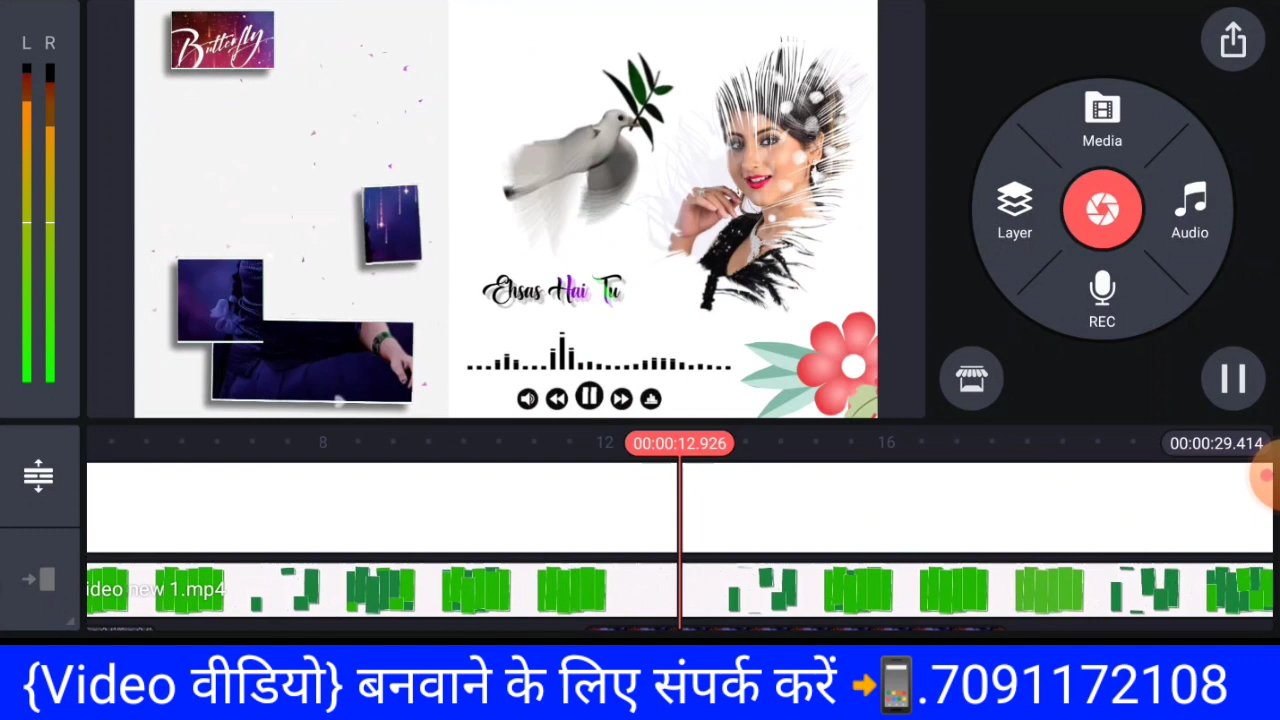 L R
Butterfly
Ehsas Hai Tu
Media
Layer
Audio
REC
8
12
00:00:12.926
16
00:00:29.414
ideo new 1.mp4
{Video वीडियो} बनवाने के लिए संपर्क करें ➜📱.7091172108